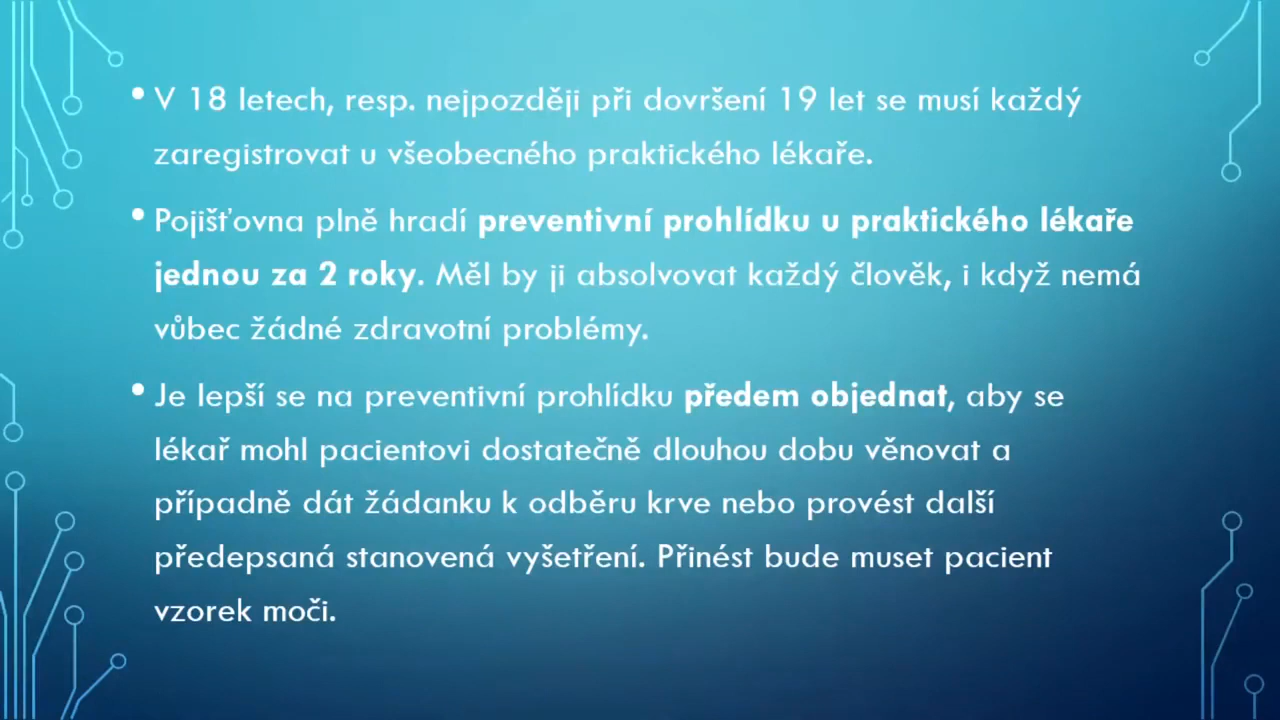 • V 18 letech, resp. nejpozději při dovršení 19 let se musí každý
zaregistrovat u všeobecného praktického lékaře.
• Pojišťovna plně hradí preventivní prohlídku u praktického lékaře
jednou za 2 roky. Měl by ji absolvovat každý člověk, i když nemá
vůbec žádné zdravotní problémy.
• Je lepší se na preventivní prohlídku předem objednat, aby se
lékař mohl pacientovi dostatečně dlouhou dobu věnovat a
případně dát žádanku k odběru krve nebo provést další
předepsaná stanovená vyšetření. Přinést bude muset pacient
vzorek moči.